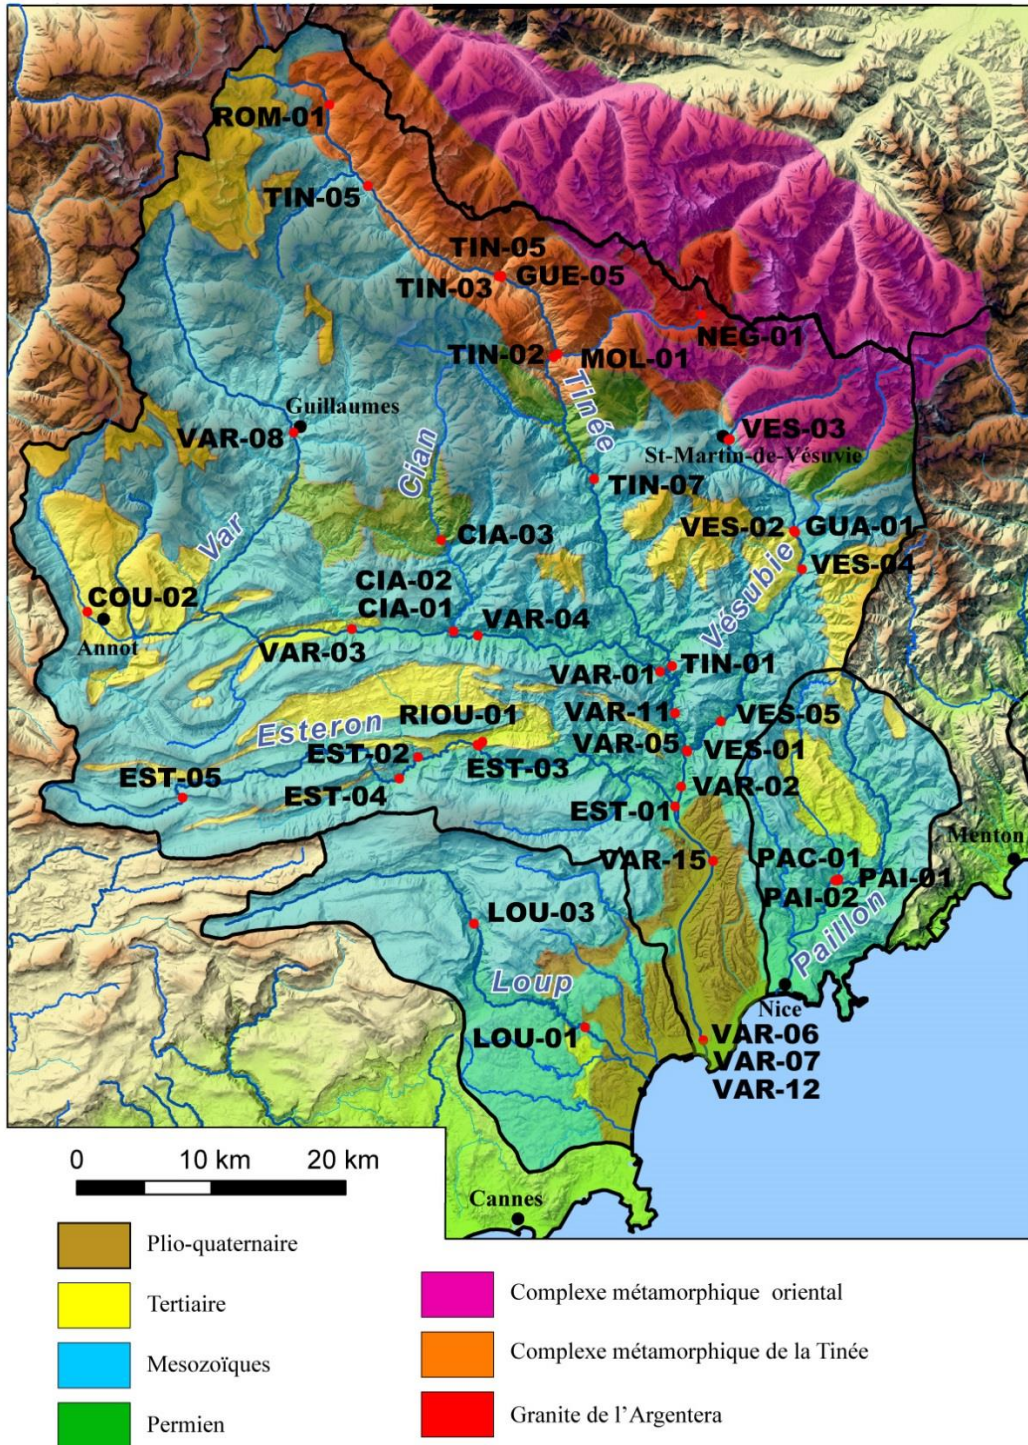 ROM-01
TIN-05
TIN-05
GUE-05
TIN-03
NEG-01
TIN-02
MOL-01
Tinée
Guillaumes
VAR-08
VES-03
St-Martin-de-Vésuvie
Cian
TIN-07
Var
CIA-03
VES-02
GUA-01
VES-04
Vésubie
CIA-02
COU-02
CIA-01
VAR-04
Annot
VAR-03
VAR-01
TIN-01
RIOU-01
VAR-11
VES-05
Esteron
EST-02
VAR-05
VES-01
EST-03
EST-05
EST-04
VAR-02
EST-01
Menton
VAR-15
PAC-01
PAI-01
PAI-02
LOU-03
Paillon
Loup
Nice
LOU-01
VAR-06
VAR-07
VAR-12
0 10 km 20 km
Cannes
Plio-quaternaire
Tertiaire
Mesozoïques
Permien
Complexe métamorphique oriental
Complexe métamorphique de la Tinée
Granite de l'Argentera